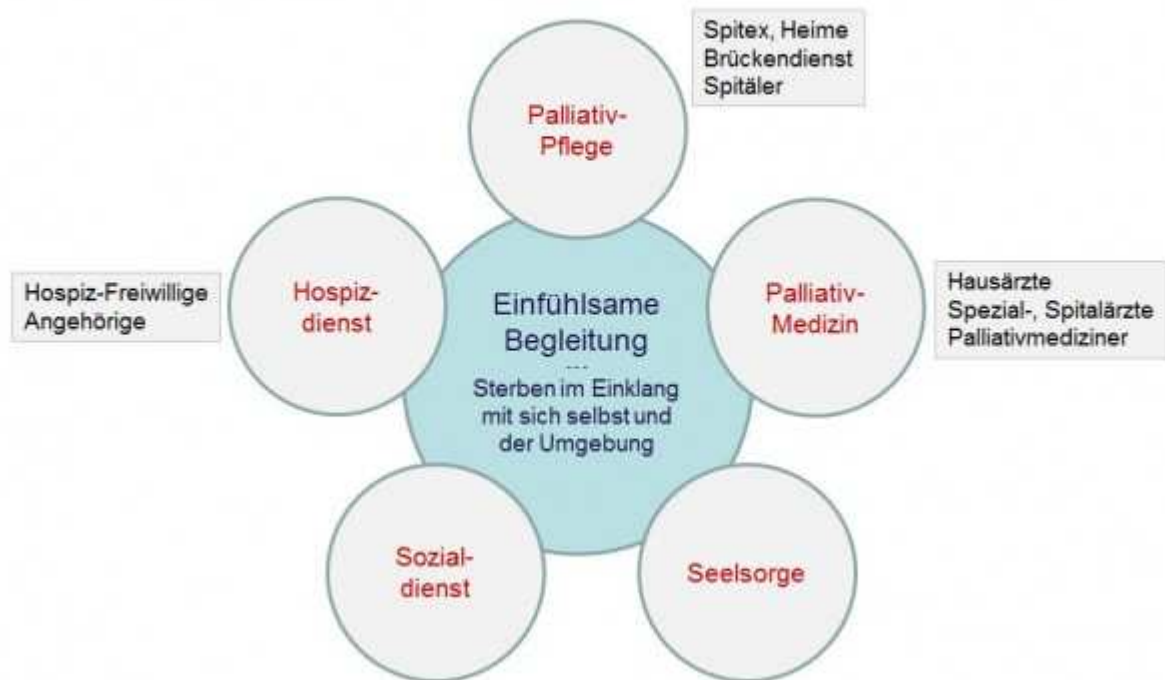 Spitex, Heime
Brückendienst
Spitäler
Palliativ-
Pflege
Hospiz-Freiwillige
Angehörige
Hospiz-
dienst
Einfühlsame
Begleitung
---
Sterben im Einklang
mit sich selbst und
der Umgebung
Palliativ-
Medizin
Hausärzte
Spezial-, Spitalärzte
Palliativmediziner
Sozial-
dienst
Seelsorge